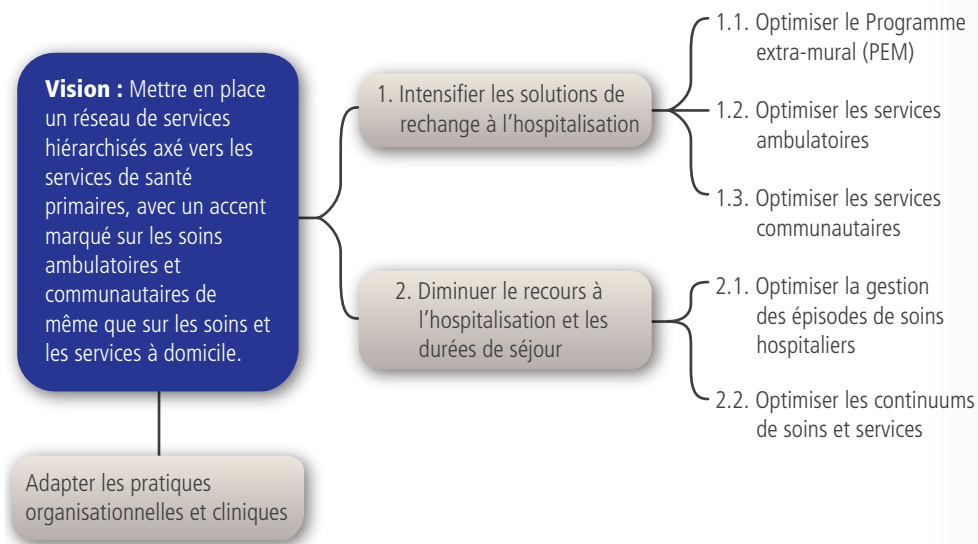 Vision : Mettre en place
un réseau de services
hiérarchisés axé vers les
services de santé
primaires, avec un accent
marqué sur les soins
ambulatoires et
communautaires de
même que sur les soins et
les services à domicile.
Adapter les pratiques
organisationnelles et cliniques
1. Intensifier les solutions de
rechange à l'hospitalisation
1.1. Optimiser le Programme
extra-mural (PEM)
1.2. Optimiser les services
ambulatoires
1.3. Optimiser les services
communautaires
2. Diminuer le recours à
l'hospitalisation et les
durées de séjour
2.1. Optimiser la gestion
des épisodes de soins
hospitaliers
2.2. Optimiser les continuums
de soins et services